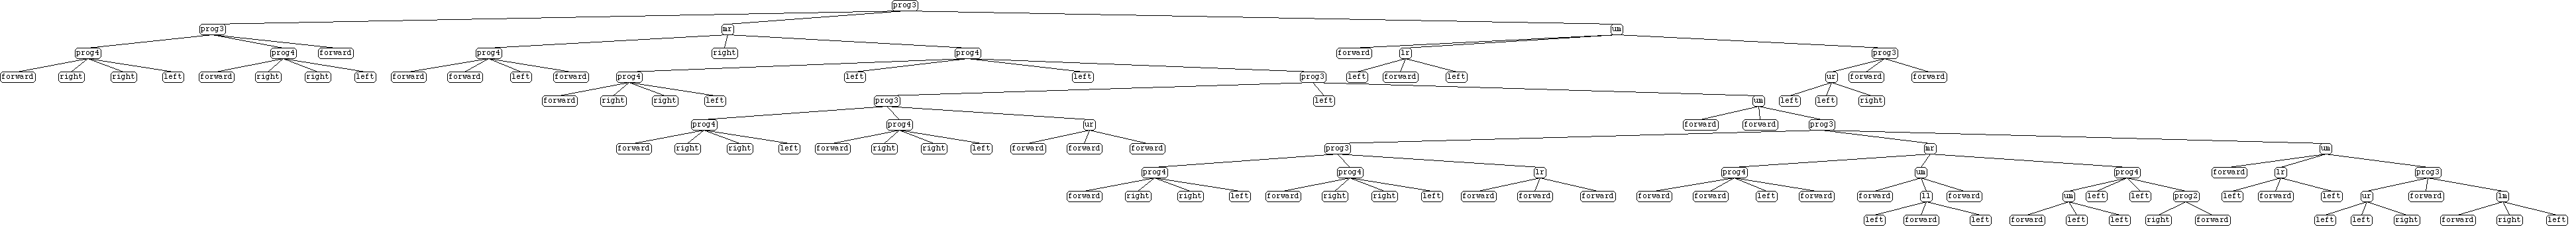 prog3
prog3 mr um
prog4 prog4 forward prog4 right prog4 forward lr prog3
forward right right left forward right right left forward forward left forward prog4 left left prog3 left forward left ur forward forward
forward right right left prog3 left um left left right
prog4 prog4 ur forward forward prog3
forward right right left forward right right left forward forward forward prog3 mr um
prog4 prog4 lr prog4 um prog4 forward lr prog3
forward right right left forward right right left forward forward forward forward forward left forward forward ll forward um left left prog2 left forward left ur forward lm
left forward left forward left left right forward left left right forward right left